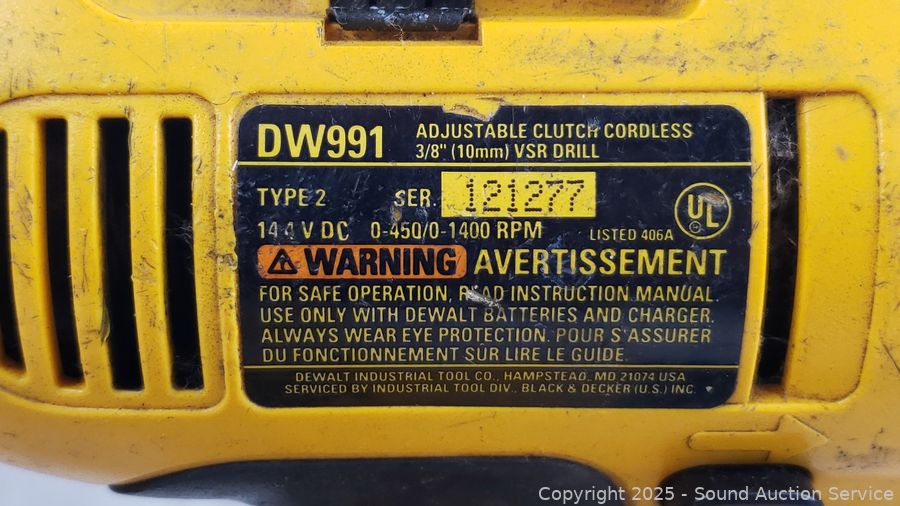 DW991
ADJUSTABLE CLUTCH CORDLESS
3/8" (10mm) VSR DRILL
TYPE 2 SER. 121277
14.4 V DC 0-450/0-1400 RPM
UL
LISTED 406A
WARNING AVERTISSEMENT
FOR SAFE OPERATION, READ INSTRUCTION MANUAL.
USE ONLY WITH DEWALT BATTERIES AND CHARGER.
ALWAYS WEAR EYE PROTECTION. POUR S'ASSURER
DU FONCTIONNEMENT SÛR LIRE LE GUIDE.
DEWALT INDUSTRIAL TOOL CO., HAMPSTEAD, MD 21074 USA
SERVICED BY INDUSTRIAL TOOL DIV., BLACK & DECKER (U.S.) INC.
Copyright 2025 - Sound Auction Service